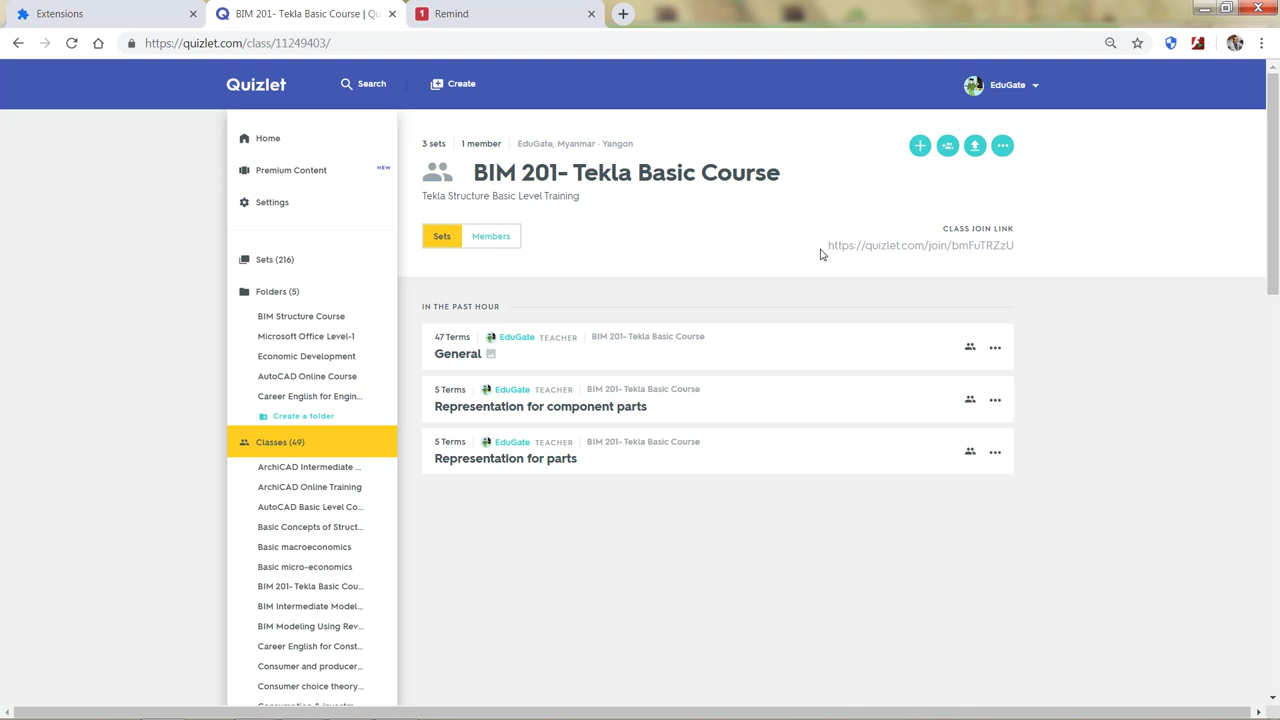 Extensions
BIM 201- Tekla Basic Course | Qu
Remind
https://quizlet.com/class/11249403/
Quizlet
Search
Create
EduGate
Home
Premium Content NEW
Settings
Sets (216)
Folders (5)
BIM Structure Course
Microsoft Office Level-1
Economic Development
AutoCAD Online Course
Career English for Engin...
Create a folder
Classes (49)
ArchiCAD Intermediate ...
ArchiCAD Online Training
AutoCAD Basic Level Co...
Basic Concepts of Struct...
Basic macroeconomics
Basic micro-economics
BIM 201- Tekla Basic Cou...
BIM Intermediate Model...
BIM Modeling Using Rev...
Career English for Const...
Consumer and producer...
Consumer choice theory...
3 sets 1 member EduGate, Myanmar · Yangon
BIM 201- Tekla Basic Course
Tekla Structure Basic Level Training
Sets Members
CLASS JOIN LINK
https://quizlet.com/join/bmFuTRZzU
IN THE PAST HOUR
47 Terms EduGate TEACHER BIM 201- Tekla Basic Course
General
5 Terms EduGate TEACHER BIM 201- Tekla Basic Course
Representation for component parts
5 Terms EduGate TEACHER BIM 201- Tekla Basic Course
Representation for parts